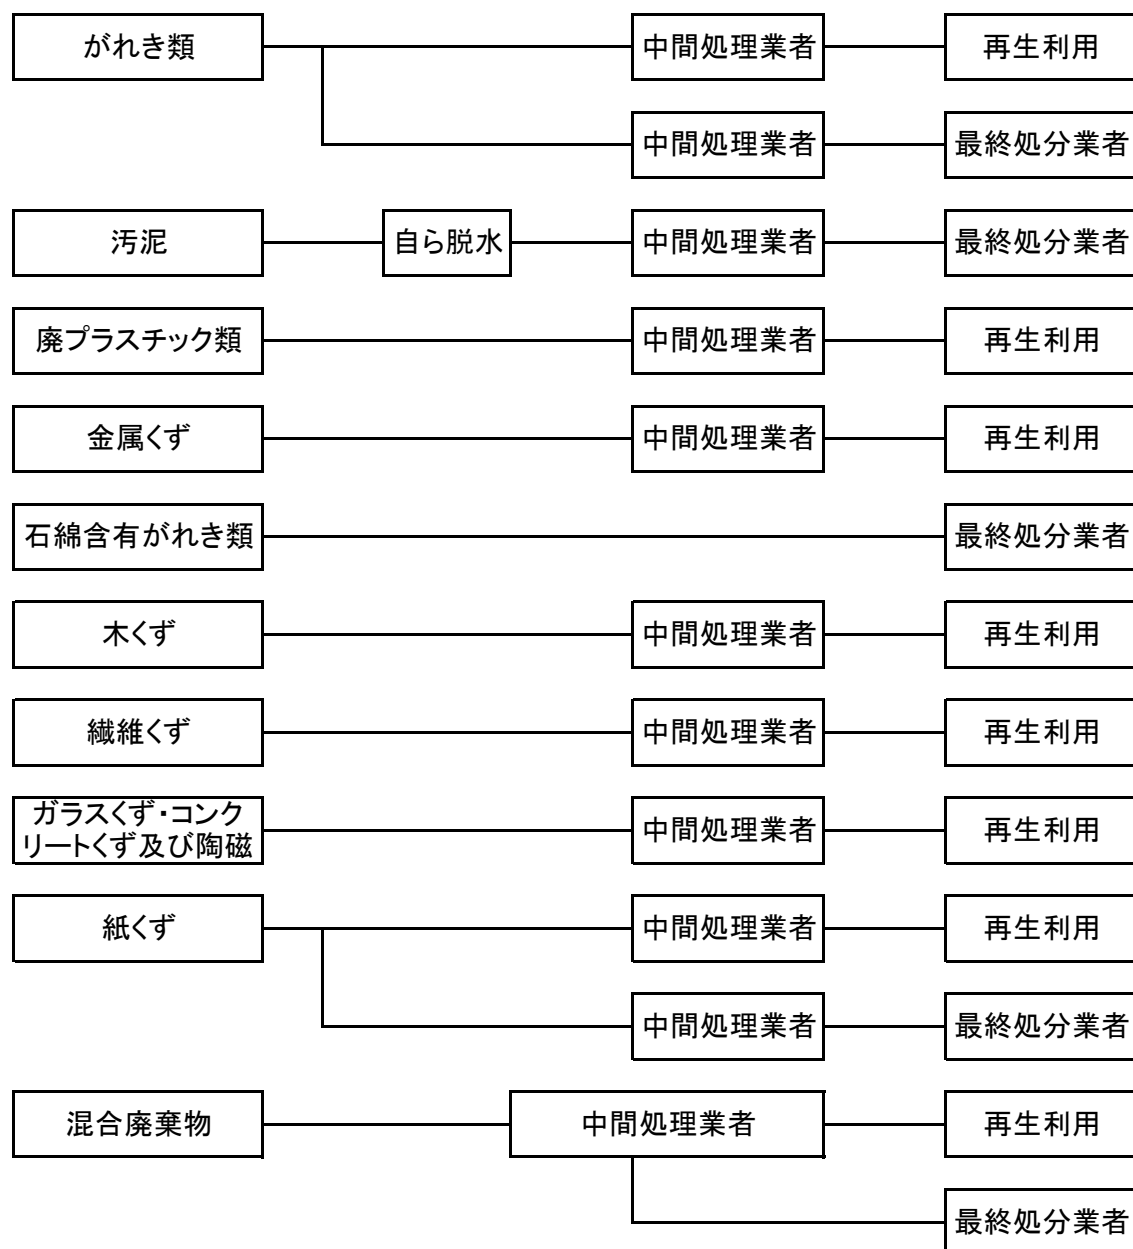 がれき類
中間処理業者
再生利用
中間処理業者
最終処分業者
汚泥
自ら脱水
中間処理業者
最終処分業者
廃プラスチック類
中間処理業者
再生利用
金属くず
中間処理業者
再生利用
石綿含有がれき類
最終処分業者
木くず
中間処理業者
再生利用
繊維くず
中間処理業者
再生利用
ガラスくず・コンク
リートくず及び陶磁
中間処理業者
再生利用
紙くず
中間処理業者
再生利用
中間処理業者
最終処分業者
混合廃棄物
中間処理業者
再生利用
最終処分業者